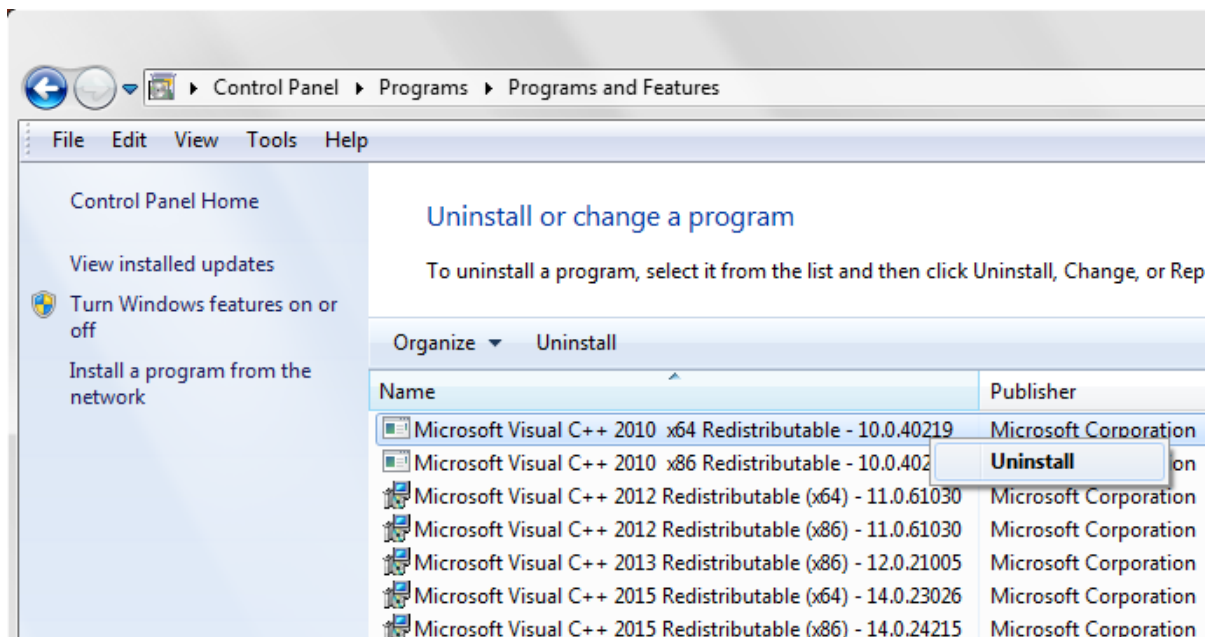 Control Panel Programs Programs and Features
File Edit View Tools Help
Control Panel Home
View installed updates
Turn Windows features on or
off
Install a program from the
network
Uninstall or change a program
To uninstall a program, select it from the list and then click Uninstall, Change, or Rep
Organize Uninstall
Name Publisher
Microsoft Visual C++ 2010 x64 Redistributable - 10.0.40219 Microsoft Corporation
Microsoft Visual C++ 2010 x86 Redistributable - 10.0.402 on
Uninstall
Microsoft Visual C++ 2012 Redistributable (x64) - 11.0.61030 Microsoft Corporation
Microsoft Visual C++ 2012 Redistributable (x86) - 11.0.61030 Microsoft Corporation
Microsoft Visual C++ 2013 Redistributable (x86) - 12.0.21005 Microsoft Corporation
Microsoft Visual C++ 2015 Redistributable (x64) - 14.0.23026 Microsoft Corporation
Microsoft Visual C++ 2015 Redistributable (x86) - 14.0.24215 Microsoft Corporation